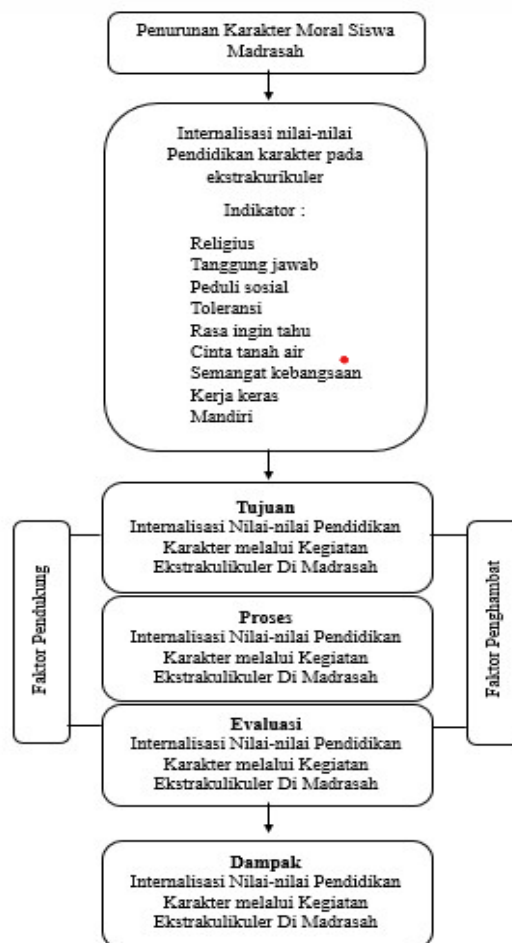 Penurunan Karakter Moral Siswa
Madrasah
Internalisasi nilai-nilai
Pendidikan karakter pada
ekstrakurikuler
Indikator :
Religius
Tanggung jawab
Peduli sosial
Toleransi
Rasa ingin tahu
Cinta tanah air
Semangat kebangsaan
Kerja keras
Mandiri
Faktor Pendukung
Tujuan
Internalisasi Nilai-nilai Pendidikan
Karakter melalui Kegiatan
Ekstrakulikuler Di Madrasah
Proses
Internalisasi Nilai-nilai Pendidikan
Karakter melalui Kegiatan
Ekstrakulikuler Di Madrasah
Evaluasi
Internalisasi Nilai-nilai Pendidikan
Karakter melalui Kegiatan
Ekstrakulikuler Di Madrasah
Faktor Penghambat
Dampak
Internalisasi Nilai-nilai Pendidikan
Karakter melalui Kegiatan
Ekstrakulikuler Di Madrasah